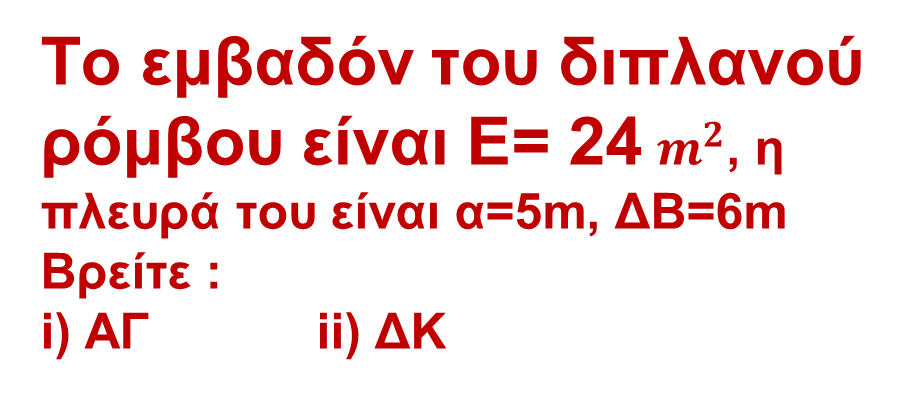 Το εμβαδόν του διπλανού
ρόμβου είναι Ε= 24 𝒎², η
πλευρά του είναι α=5m, ΔΒ=6m
Βρείτε :
i) ΑΓ ii) ΔΚ